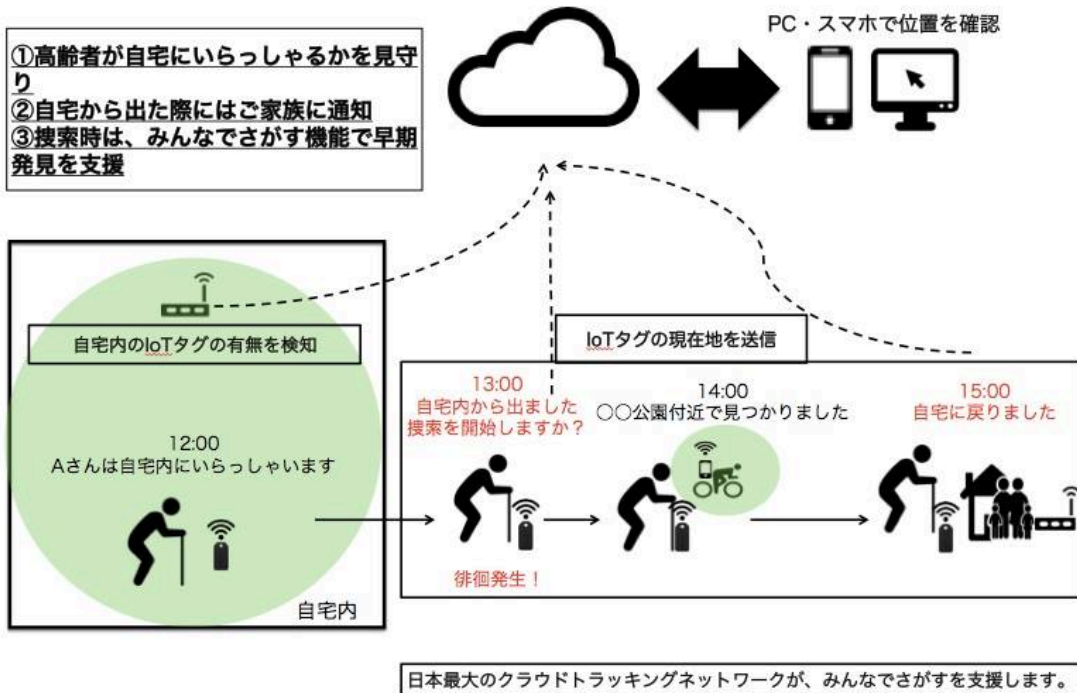 PC・スマホで位置を確認
①高齢者が自宅にいらっしゃるかを見守
り
②自宅から出た際にはご家族に通知
③捜索時は、みんなでさがす機能で早期
発見を支援
自宅内のIoTタグの有無を検知
12:00
Aさんは自宅内にいらっしゃいます
自宅内
IoTタグの現在地を送信
13:00
自宅内から出ました
捜索を開始しますか?
徘徊発生!
14:00
○○公園付近で見つかりました
15:00
自宅に戻りました
日本最大のクラウドトラッキングネットワークが、みんなでさがすを支援します。